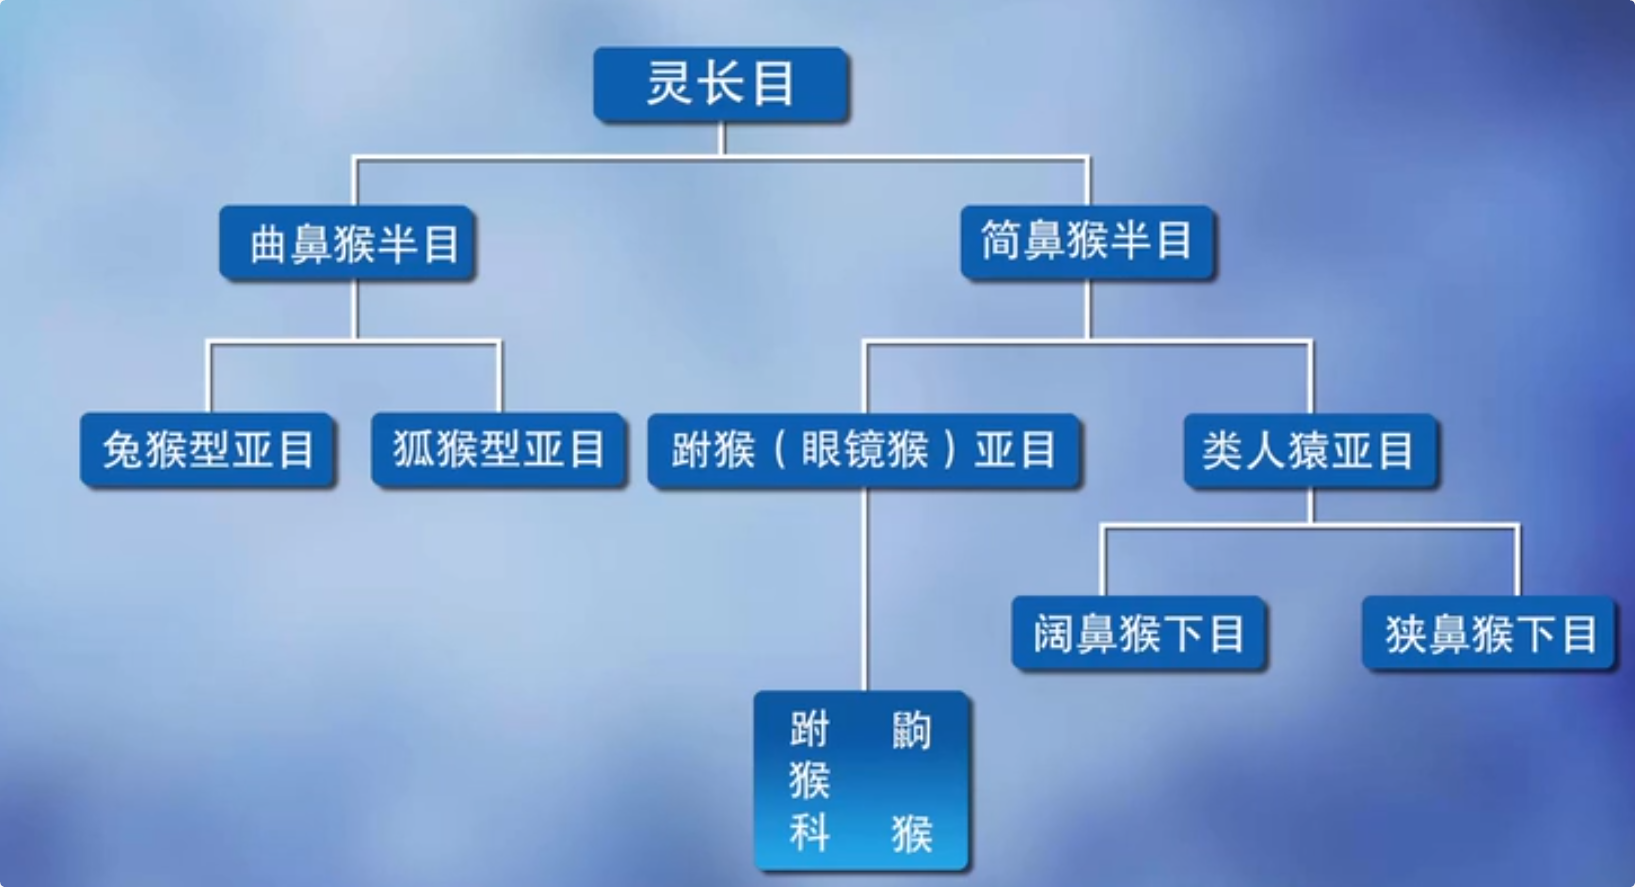 灵长目
曲鼻猴半目
简鼻猴半目
兔猴型亚目
狐猴型亚目
跗猴（眼镜猴）亚目
类人猿亚目
阔鼻猴下目
狭鼻猴下目
跗猴科
鼩猴